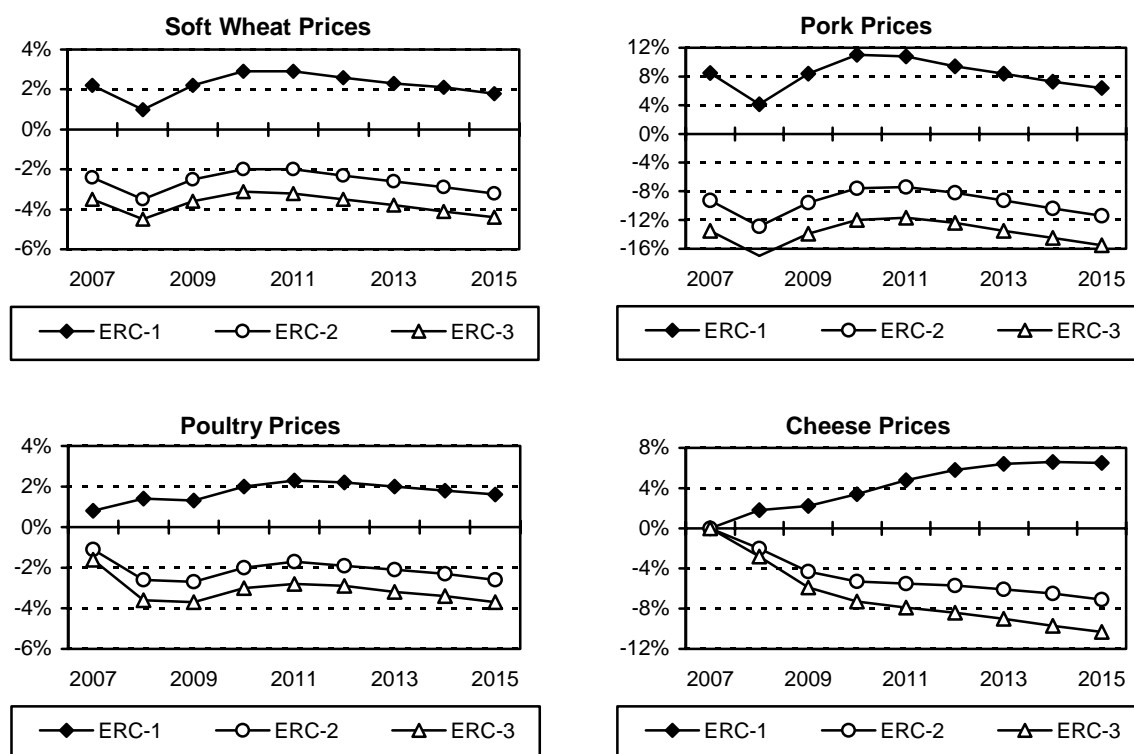 Soft Wheat Prices
4%
2%
0%
-2%
-4%
-6%
2007 2009 2011 2013 2015
ERC-1 ERC-2 ERC-3
Pork Prices
12%
8%
4%
0%
-4%
-8%
-12%
-16%
2007 2009 2011 2013 2015
ERC-1 ERC-2 ERC-3
Poultry Prices
4%
2%
0%
-2%
-4%
-6%
2007 2009 2011 2013 2015
ERC-1 ERC-2 ERC-3
Cheese Prices
8%
4%
0%
-4%
-8%
-12%
2007 2009 2011 2013 2015
ERC-1 ERC-2 ERC-3